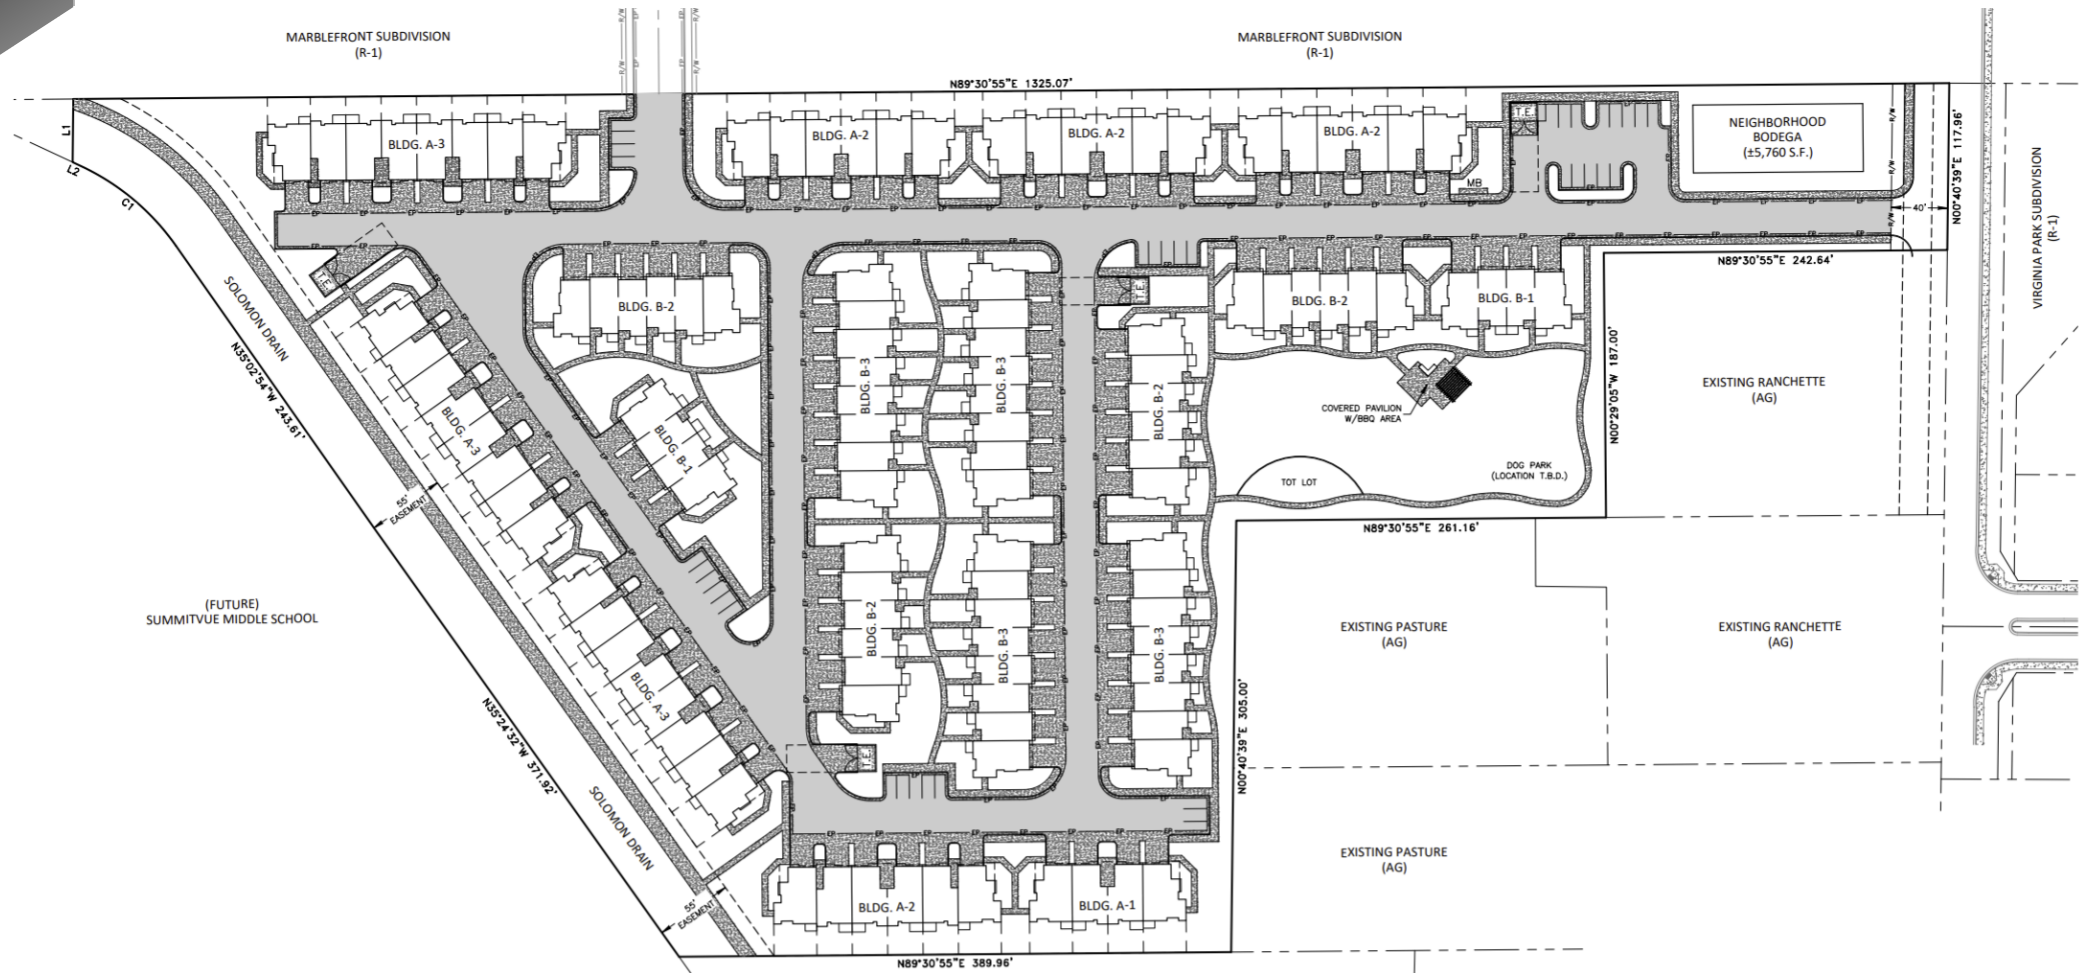 MARBLEFRONT SUBDIVISION
(R-1)
MARBLEFRONT SUBDIVISION
(R-1)
R/W
EP
EP
R/W
R/W
EP
EP
R/W
N89°30'55"E 1325.07'
L1
L2
C1
BLDG. A-3
BLDG. A-2
BLDG. A-2
BLDG. A-2
T.E.
MB
NEIGHBORHOOD
BODEGA
(±5,760 S.F.)
R/W
R/W
40'
N00°40'39"E 117.96'
VIRGINIA PARK SUBDIVISION
(R-1)
N89°30'55"E 242.64'
SOLOMON DRAIN
T.E.
BLDG. B-2
BLDG. B-3
BLDG. B-3
T.E.
BLDG. B-2
BLDG. B-2
BLDG. B-1
N35°02'54"W 243.61'
BLDG. A-3
BLDG. B-1
COVERED PAVILION
W/BBQ AREA
N00°29'05"W 187.00'
EXISTING RANCHETTE
(AG)
TOT LOT
DOG PARK
(LOCATION T.B.D.)
55'
EASEMENT
N89°30'55"E 261.16'
(FUTURE)
SUMMITVUE MIDDLE SCHOOL
BLDG. B-2
BLDG. B-3
BLDG. B-3
EXISTING PASTURE
(AG)
EXISTING RANCHETTE
(AG)
BLDG. A-3
N35°24'32"W 371.92'
N00°40'39"E 305.00'
T.E.
SOLOMON DRAIN
EXISTING PASTURE
(AG)
55'
EASEMENT
BLDG. A-2
BLDG. A-1
N89°30'55"E 389.96'